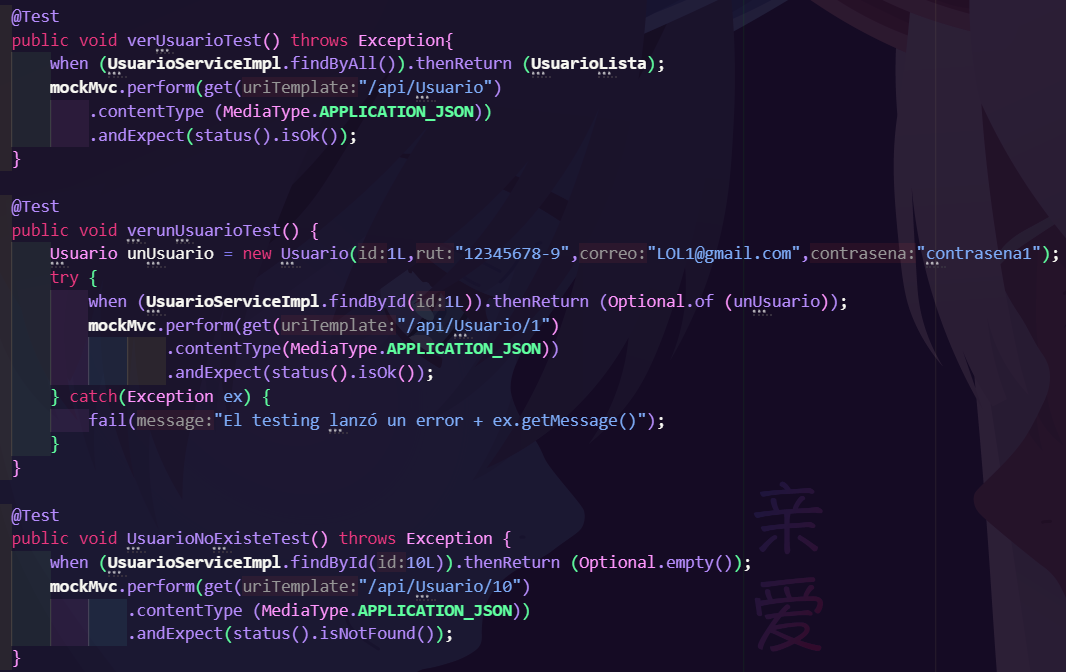 @Test
public void verUsuarioTest() throws Exception{
    when (UsuarioServiceImpl.findByAll()).thenReturn (UsuarioLista);
    mockMvc.perform(get(uriTemplate:"/api/Usuario")
        .contentType (MediaType.APPLICATION_JSON))
        .andExpect(status().isOk());
}
@Test
public void verunUsuarioTest() {
    Usuario unUsuario = new Usuario(id:1L,rut:"12345678-9",correo:"LOL1@gmail.com",contrasena:"contrasena1");
    try {
        when (UsuarioServiceImpl.findById(id:1L)).thenReturn (Optional.of (unUsuario));
        mockMvc.perform(get(uriTemplate:"/api/Usuario/1")
                .contentType(MediaType.APPLICATION_JSON))
                .andExpect(status().isOk());
    } catch(Exception ex) {
        fail(message:"El testing lanzó un error + ex.getMessage()");
    }
}
@Test
public void UsuarioNoExisteTest() throws Exception {
    when (UsuarioServiceImpl.findById(id:10L)).thenReturn (Optional.empty());
    mockMvc.perform(get(uriTemplate:"/api/Usuario/10")
            .contentType (MediaType.APPLICATION_JSON))
            .andExpect(status().isNotFound());
}
亲
爱